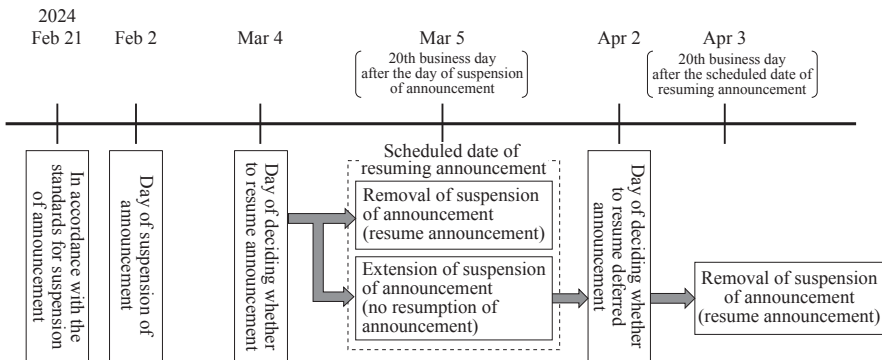 2024
Feb 21
Feb 2
Mar 4
Mar 5
Apr 2
Apr 3
20th business day
after the day of suspension
of announcement
20th business day
after the scheduled date of
resuming announcement
In accordance with the
standards for suspension
of announcement
Day of suspension of
announcement
Day of deciding whether
to resume announcement
Scheduled date of
resuming announcement
Removal of suspension
of announcement
(resume announcement)
Extension of suspension
of announcement
(no resumption of
announcement)
Day of deciding whether
to resume deferred
announcement
Removal of suspension
of announcement
(resume announcement)